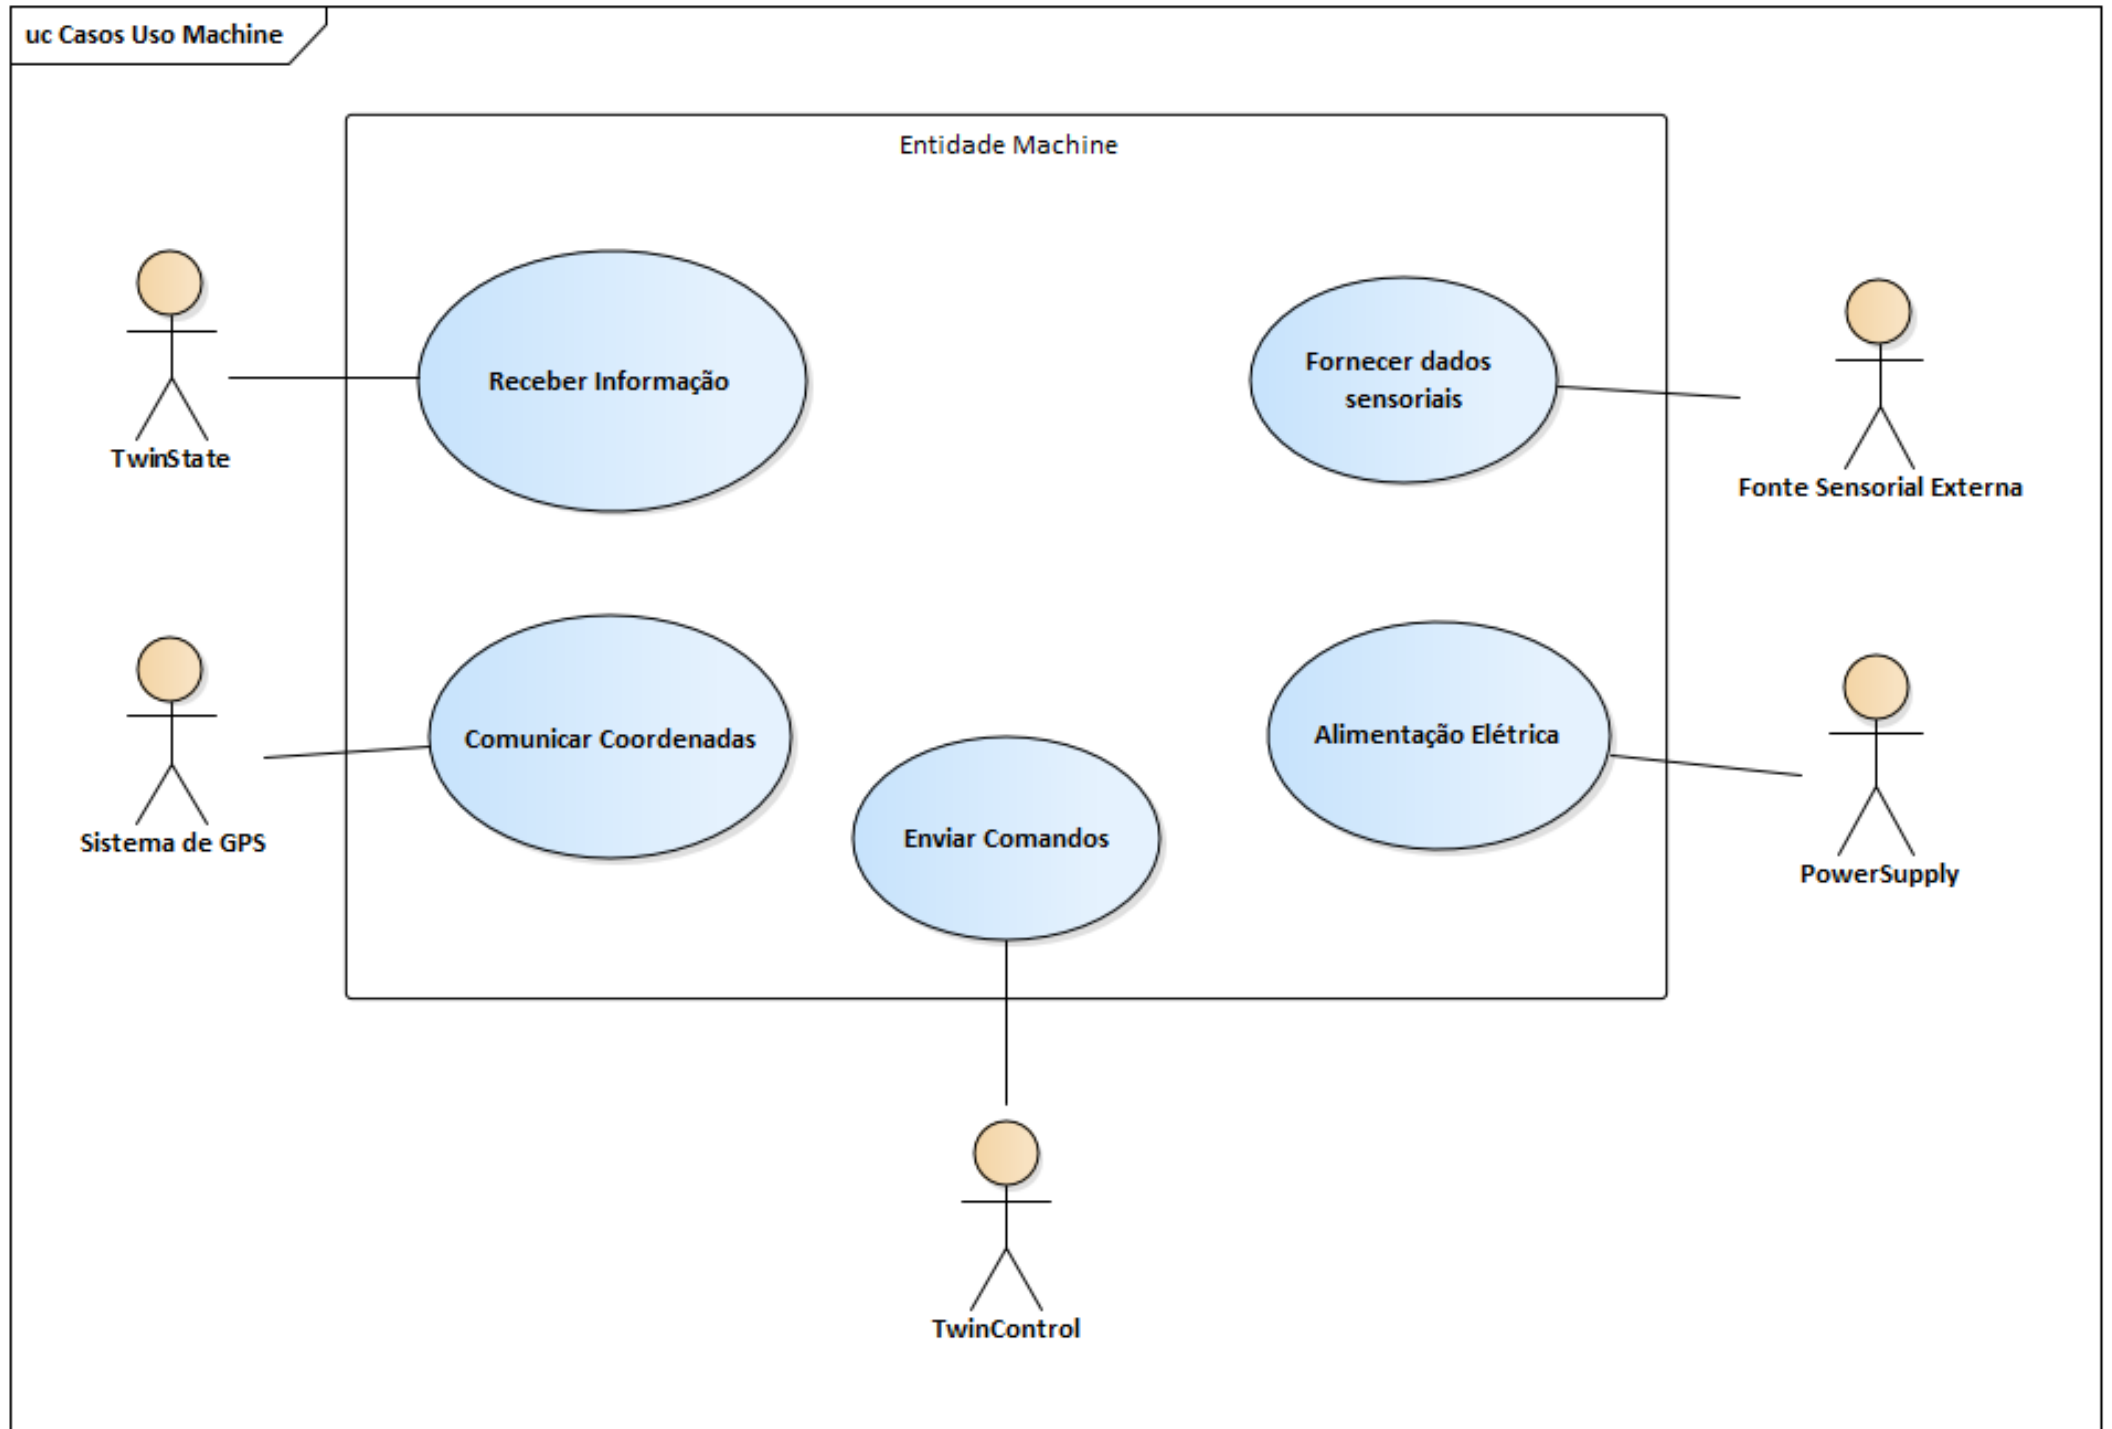 uc Casos Uso Machine
Entidade Machine
Receber Informação
Fornecer dados
sensoriais
TwinState
Fonte Sensorial Externa
Comunicar Coordenadas
Alimentação Elétrica
Enviar Comandos
Sistema de GPS
PowerSupply
TwinControl